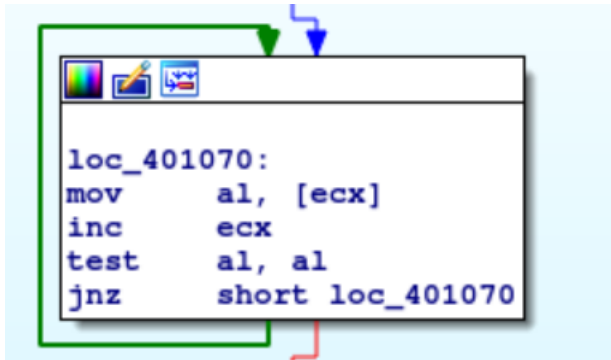 loc_401070:
mov al, [ecx]
inc ecx
test al, al
jnz short loc_401070